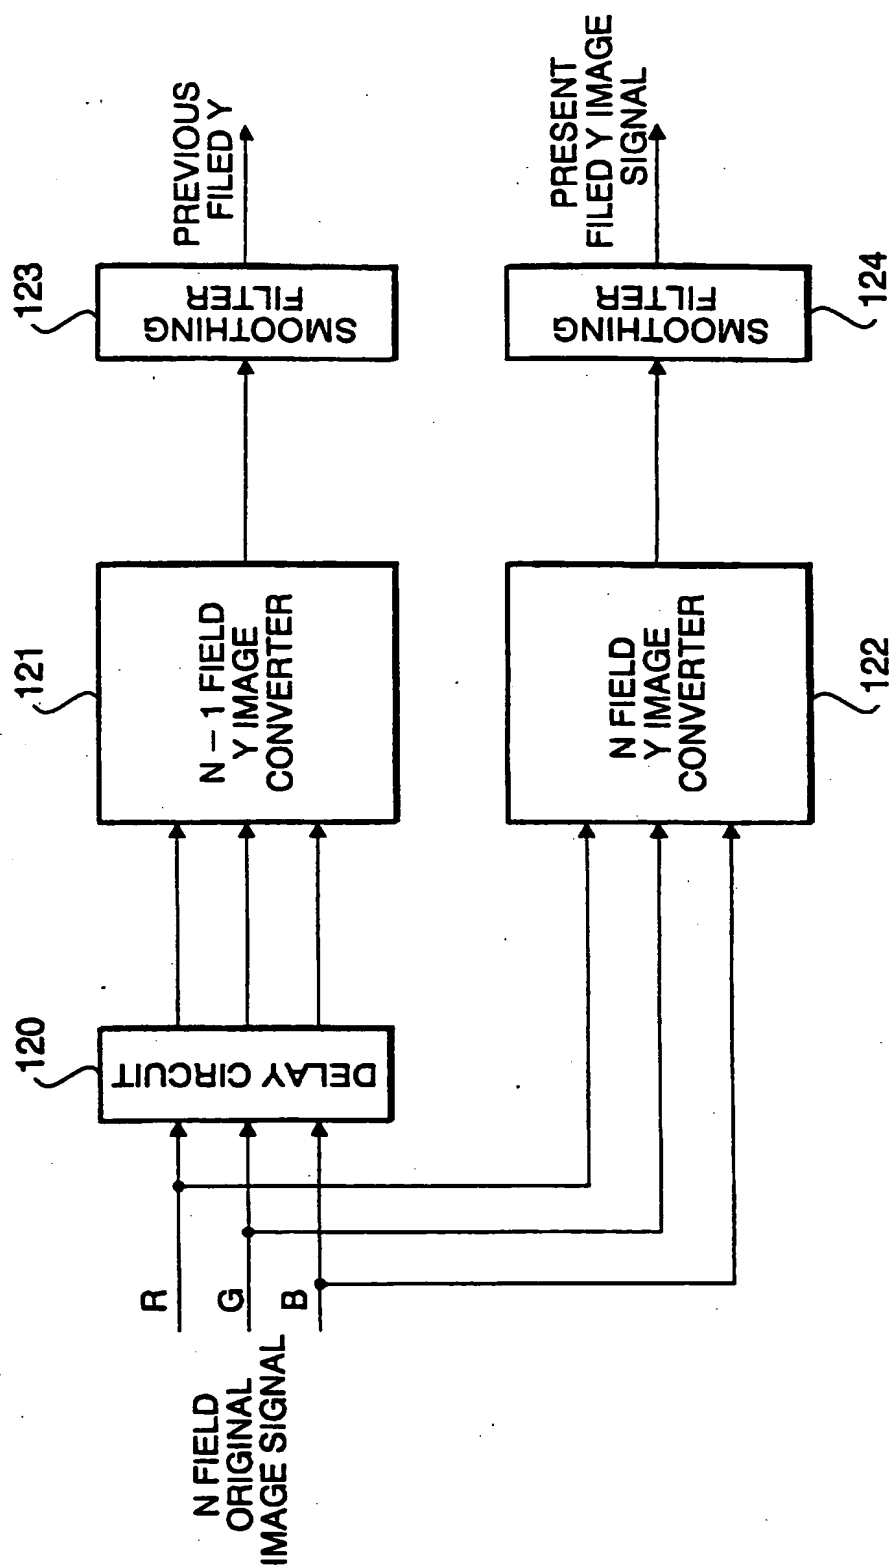 N FIELD
ORIGINAL
IMAGE SIGNAL
R
G
B
120
DELAY CIRCUIT
121
N – 1 FIELD
Y IMAGE
CONVERTER
123
SMOOTHING
FILTER
PREVIOUS
FILED Y
122
N FIELD
Y IMAGE
CONVERTER
124
SMOOTHING
FILTER
PRESENT
FILED Y IMAGE
SIGNAL